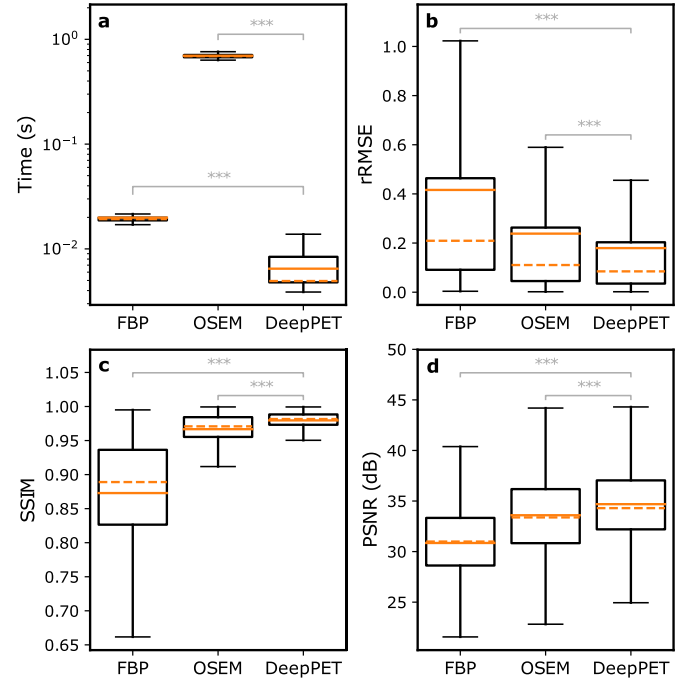 a
***
***
Time (s)
10⁰
10⁻¹
10⁻²
FBP
OSEM
DeepPET
b
***
***
rRMSE
1.0
0.8
0.6
0.4
0.2
0.0
FBP
OSEM
DeepPET
c
***
***
SSIM
1.05
1.00
0.95
0.90
0.85
0.80
0.75
0.70
0.65
FBP
OSEM
DeepPET
d
***
***
PSNR (dB)
50
45
40
35
30
25
FBP
OSEM
DeepPET